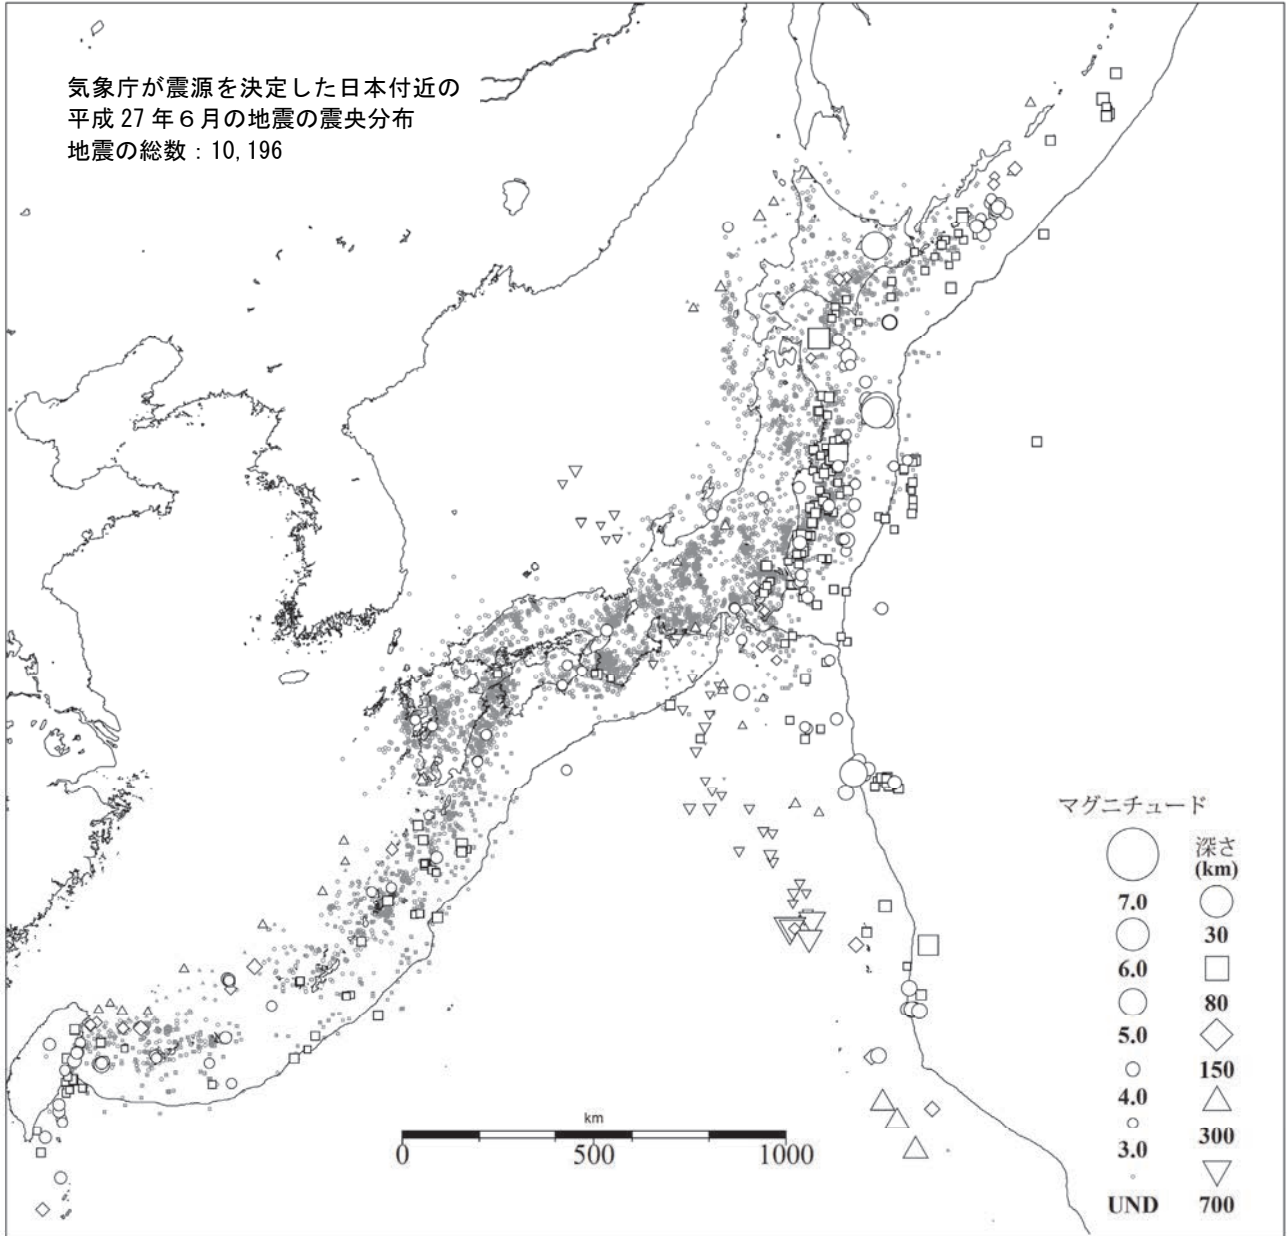 気象庁が震源を決定した日本付近の
平成27年6月の地震の震央分布
地震の総数：10,196
マグニチュード
深さ
(km)
7.0
30
6.0
80
5.0
150
4.0
300
3.0
UND 700
km
0 500 1000